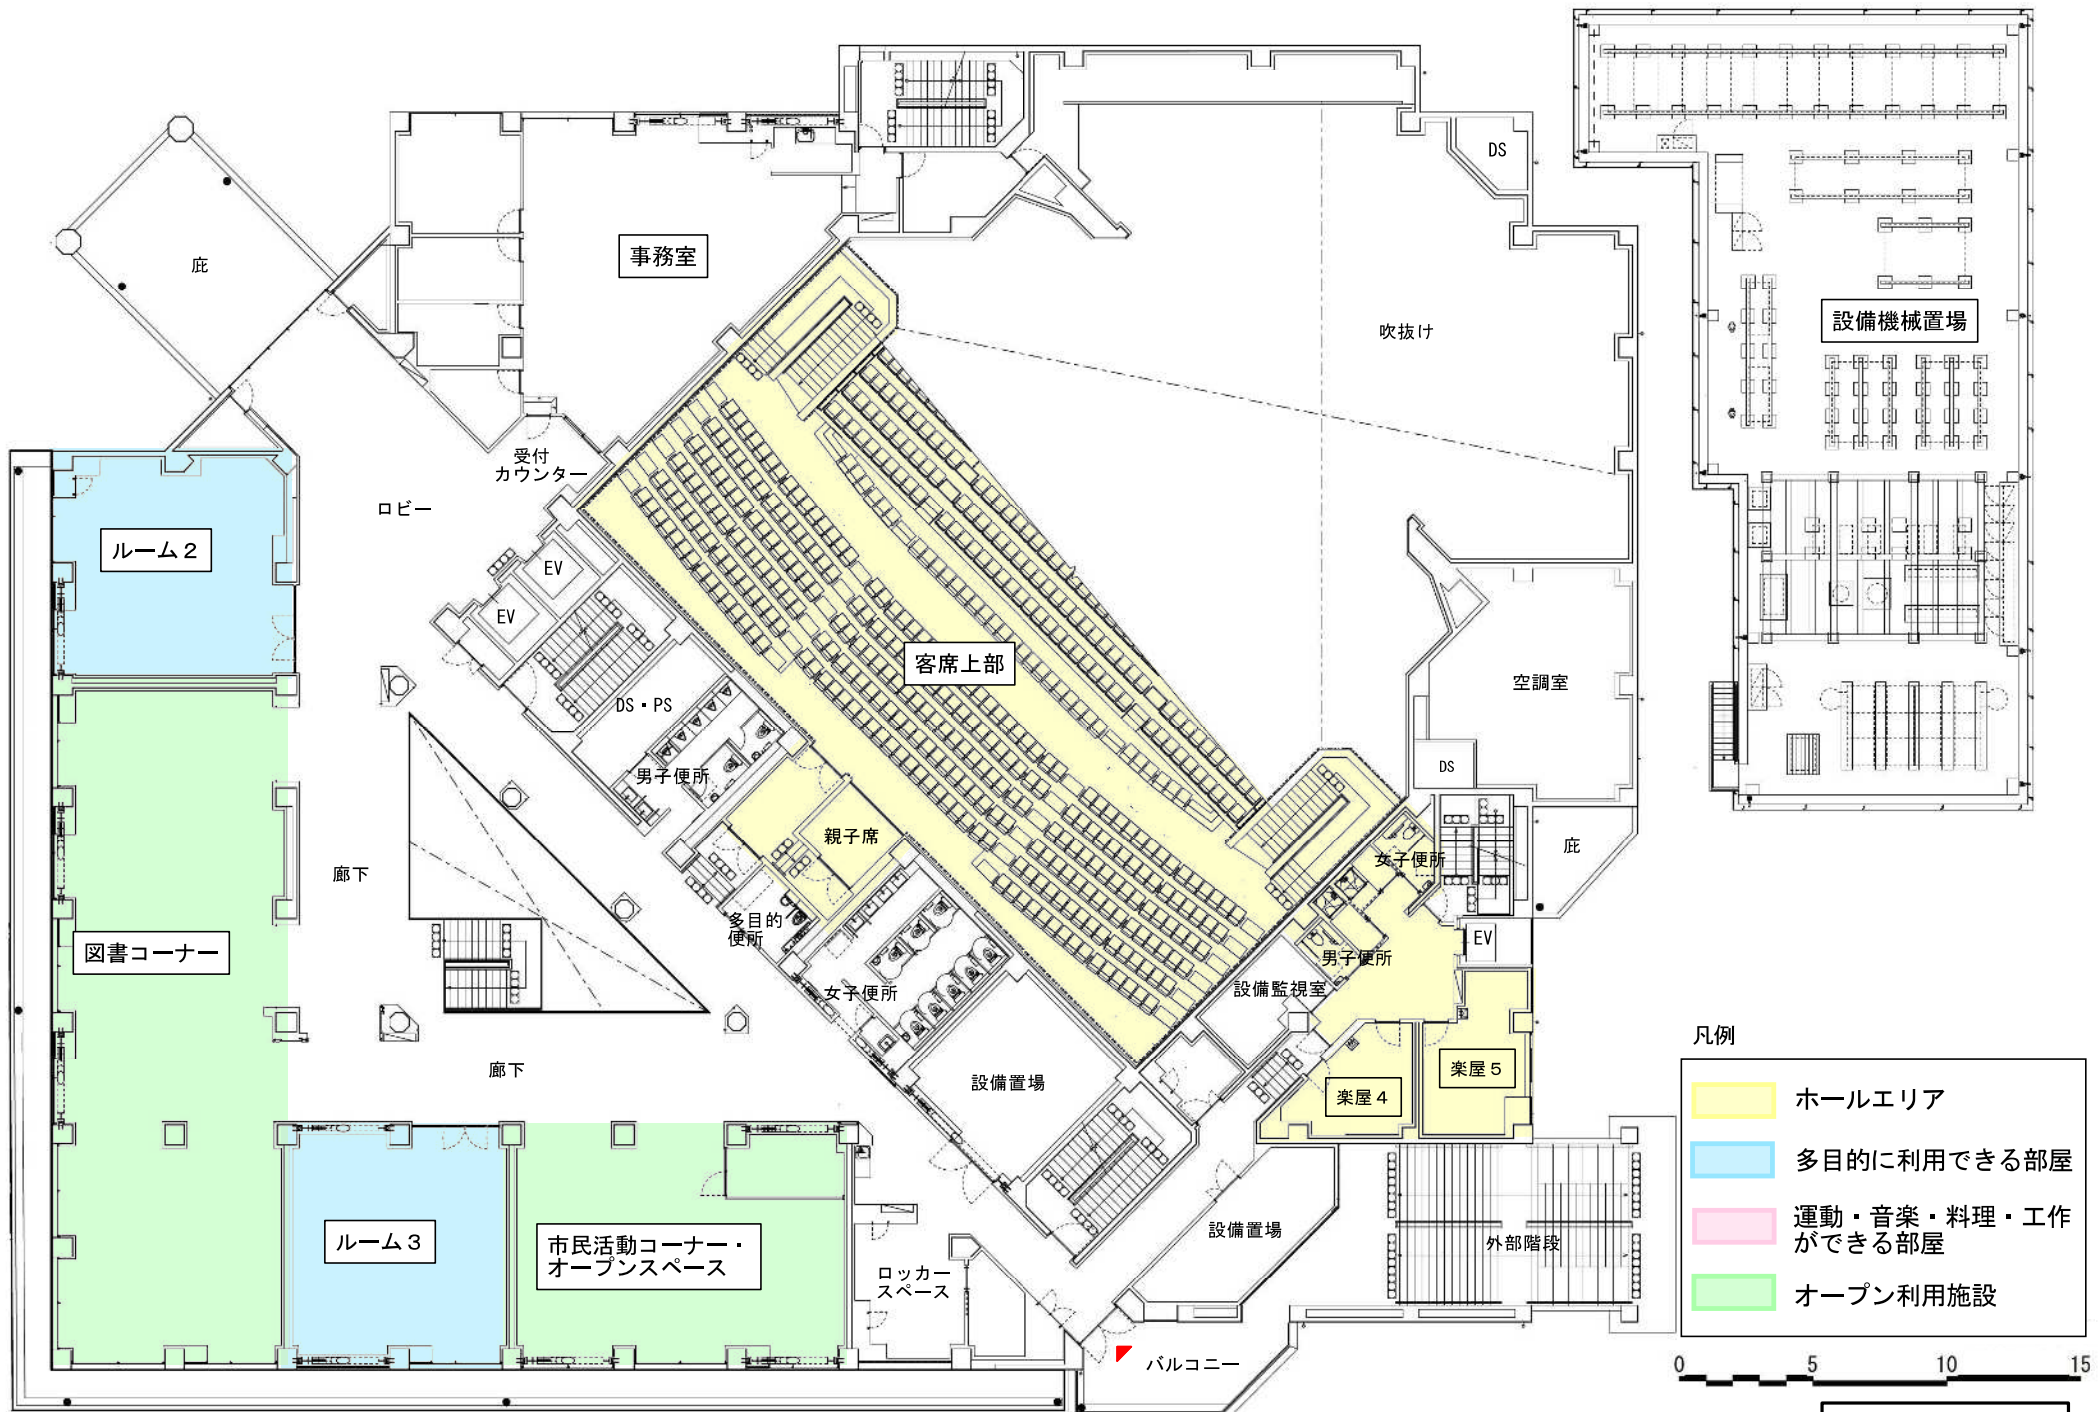 DS
事務室
庇
吹抜け
設備機械置場
受付
カウンター
ロビー
ルーム2
EV
EV
客席上部
空調室
DS・PS
DS
男子便所
親子席
女子便所
庇
廊下
多目的
便所
図書コーナー
EV
男子便所
女子便所
設備監視室
凡例
廊下
設備置場
楽屋5
楽屋4
ホールエリア
多目的に利用できる部屋
運動・音楽・料理・工作
ができる部屋
オープン利用施設
ルーム3
市民活動コーナー・
オープンスペース
設備置場
外部階段
ロッカー
スペース
バルコニー
0 5 10 15